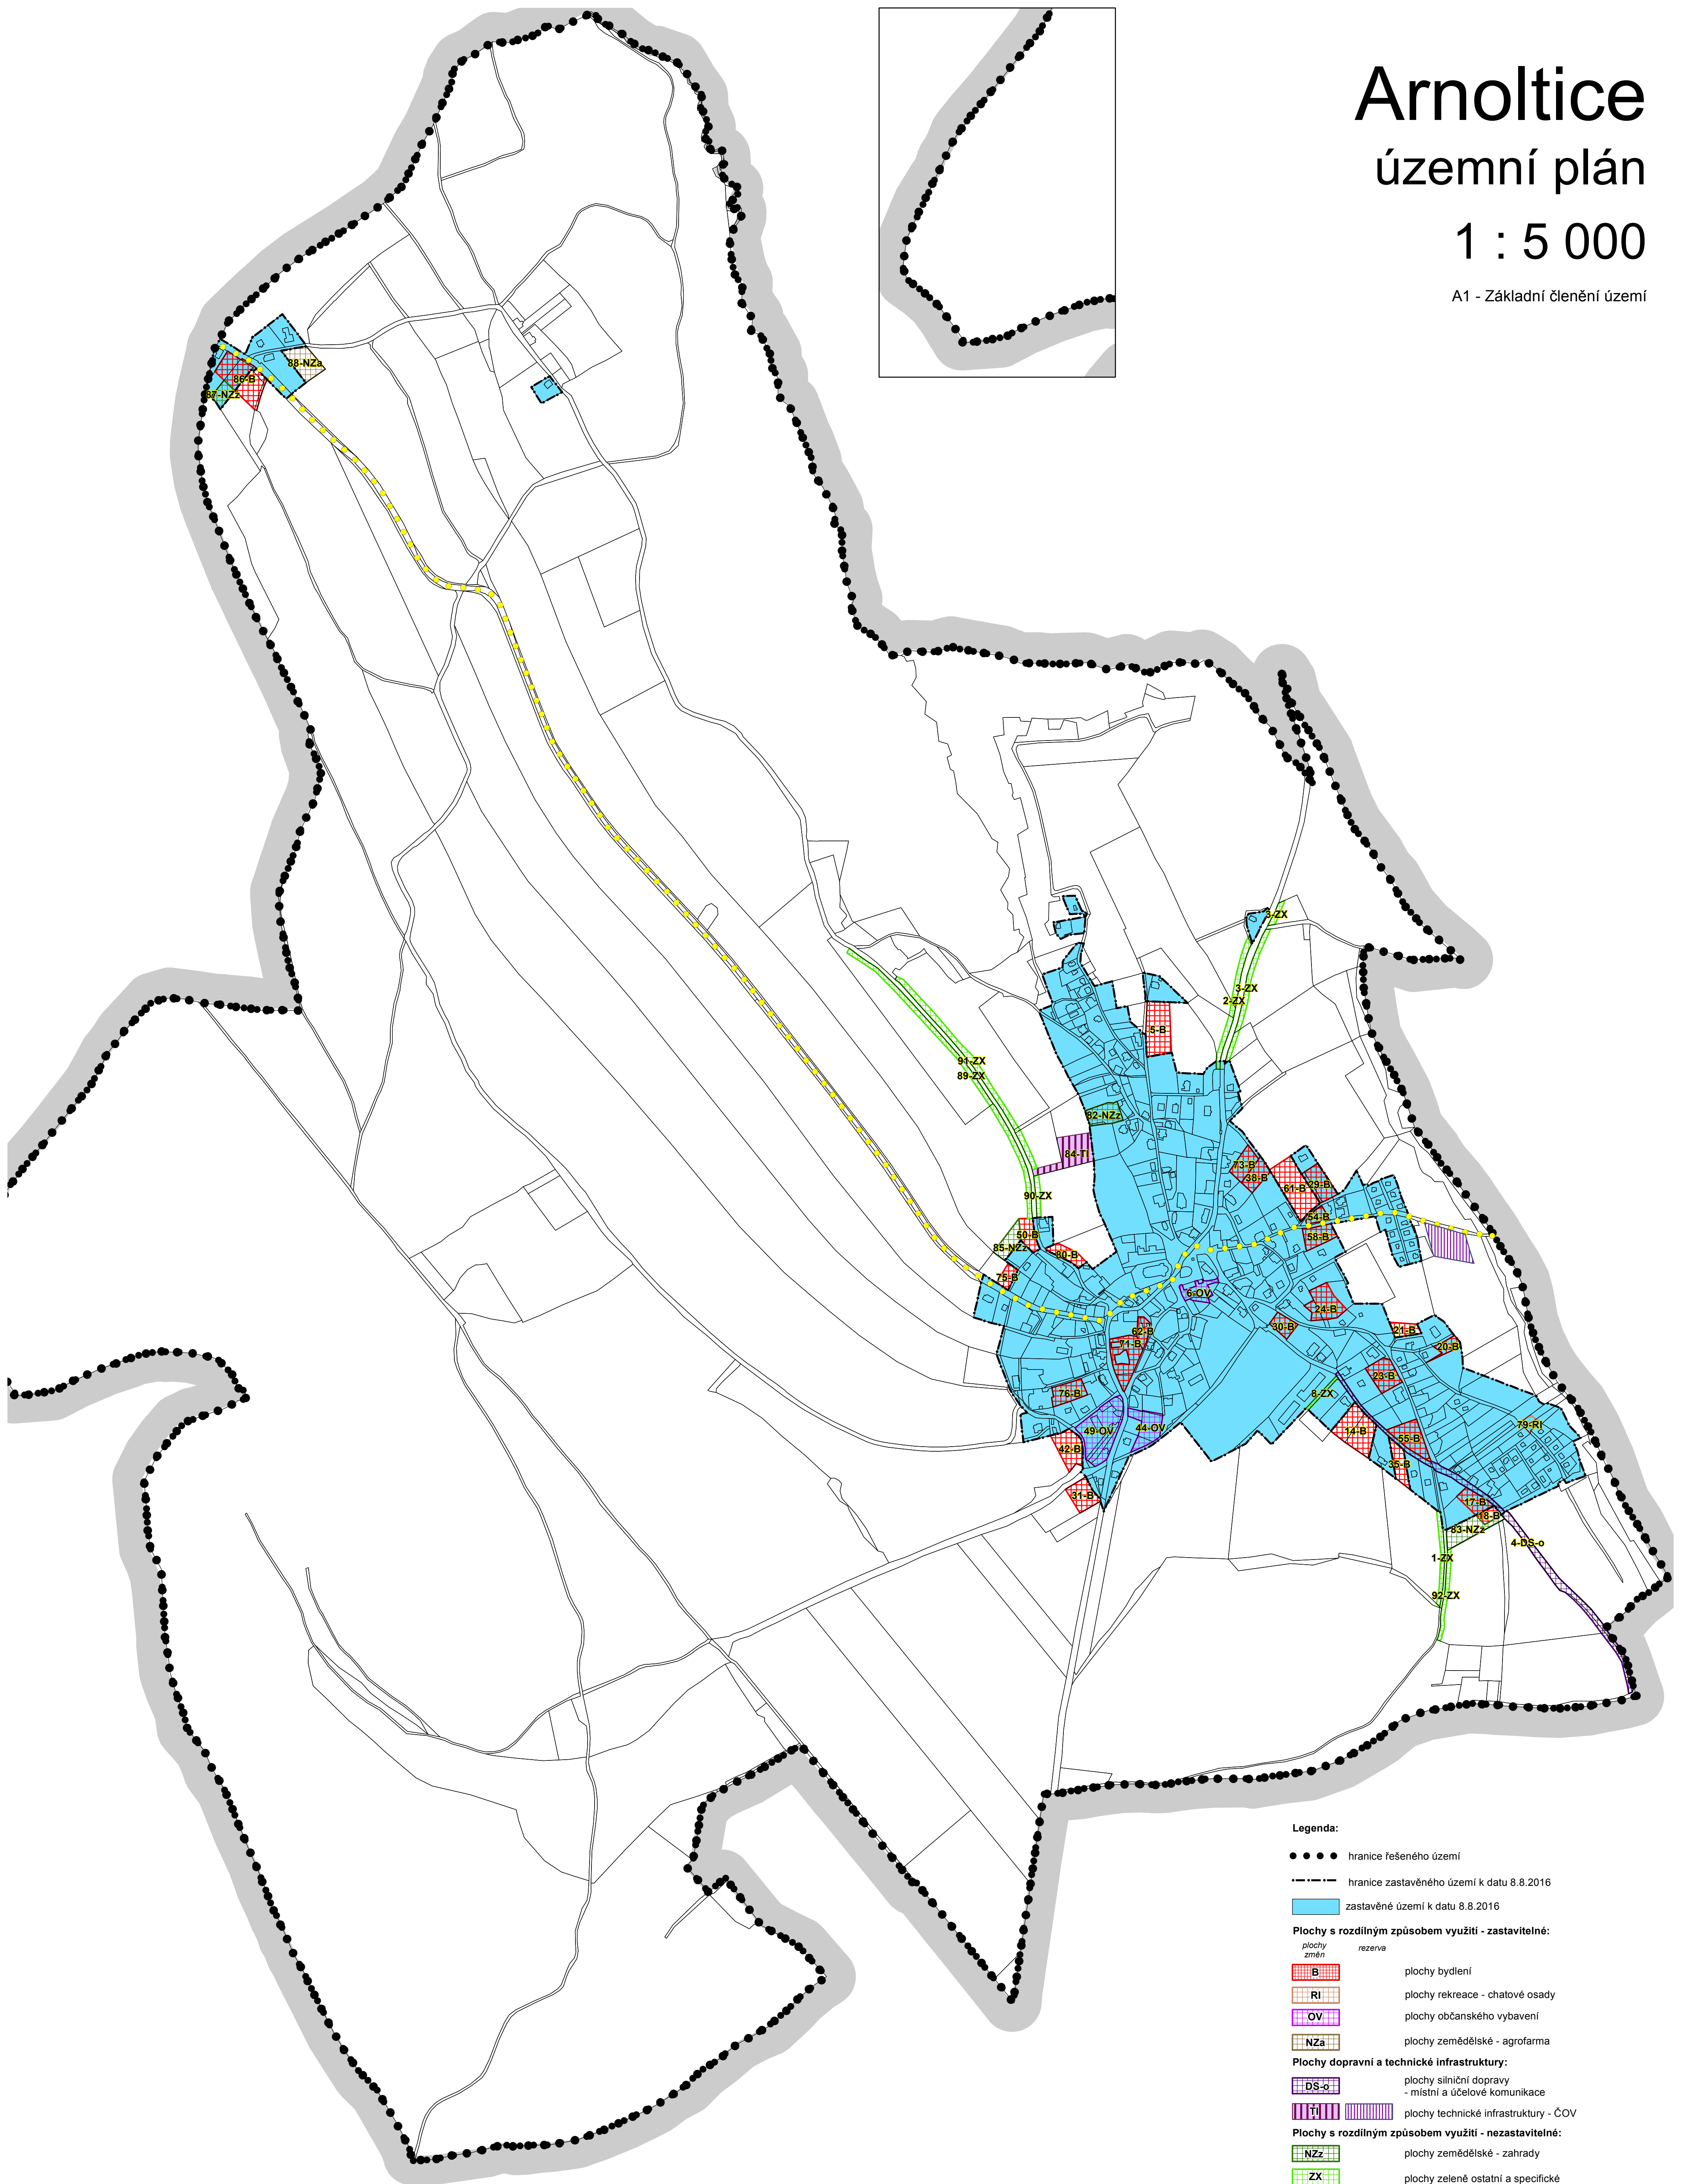 Arnoltice
územní plán
1 : 5 000
A1 - Základní členění území
88-NZa
86-B
87-NZz
3-ZX
3-ZX
2-ZX
5-B
91-ZX
89-ZX
82-NZz
84-TI
73-B
38-B
61-B
29-B
90-ZX
54-B
50-B
58-B
85-NZz
80-B
75-B
6-OV
24-B
30-B
62-B
21-B
71-B
20-B
23-B
76-B
8-ZX
44-OV
79-RI
49-OV
14-B
55-B
42-B
35-B
31-B
17-B
18-B
83-NZz
4-DS-o
1-ZX
92-ZX
Legenda:
hranice řešeného území
hranice zastavěného území k datu 8.8.2016
zastavěné území k datu 8.8.2016
Plochy s rozdílným způsobem využití - zastavitelné:
plochy změn
rezerva
B plochy bydlení
RI plochy rekreace - chatové osady
OV plochy občanského vybavení
NZa plochy zemědělské - agrofarma
Plochy dopravní a technické infrastruktury:
DS-o plochy silniční dopravy
- místní a účelové komunikace
TI plochy technické infrastruktury - ČOV
Plochy s rozdílným způsobem využití - nezastavitelné:
NZz plochy zemědělské - zahrady
ZX plochy zeleně ostatní a specifické